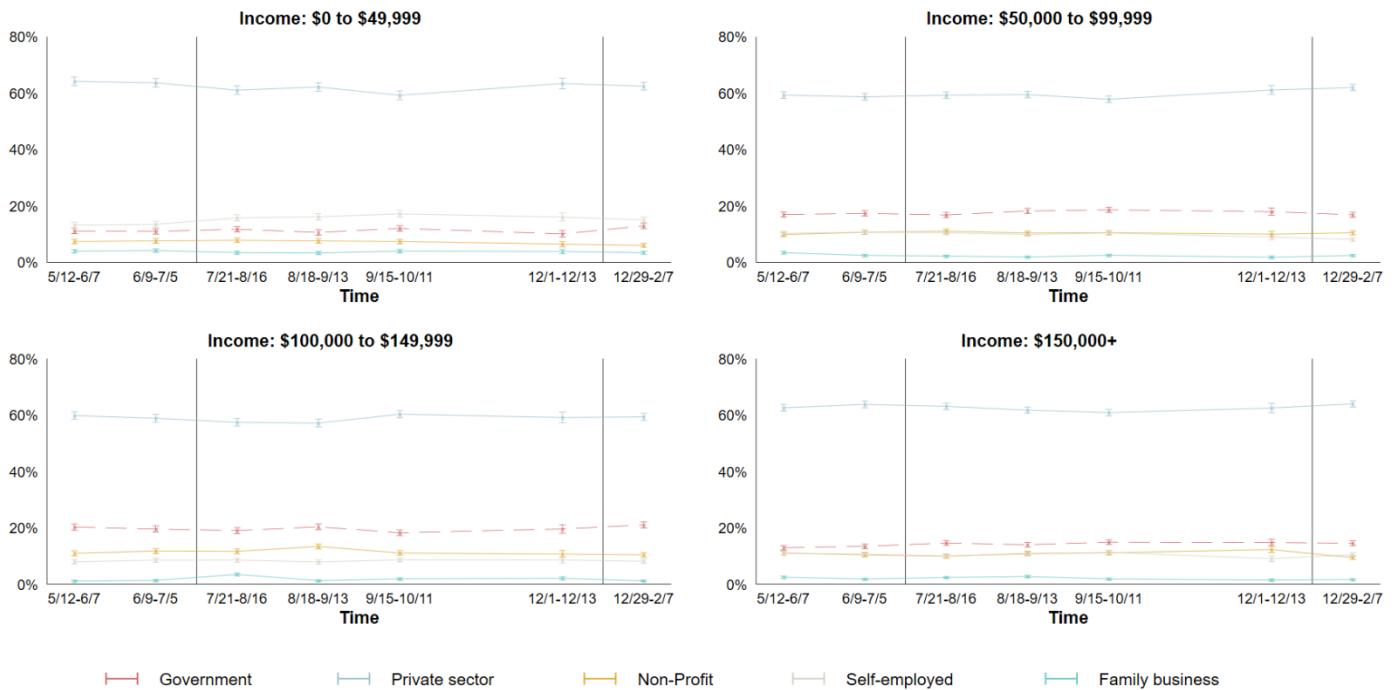 Income: $0 to $49,999
80%
60%
40%
20%
0%
5/12-6/7 6/9-7/5 7/21-8/16 8/18-9/13 9/15-10/11 12/1-12/13 12/29-2/7
Time
Income: $50,000 to $99,999
80%
60%
40%
20%
0%
5/12-6/7 6/9-7/5 7/21-8/16 8/18-9/13 9/15-10/11 12/1-12/13 12/29-2/7
Time
Income: $100,000 to $149,999
80%
60%
40%
20%
0%
5/12-6/7 6/9-7/5 7/21-8/16 8/18-9/13 9/15-10/11 12/1-12/13 12/29-2/7
Time
Income: $150,000+
80%
60%
40%
20%
0%
5/12-6/7 6/9-7/5 7/21-8/16 8/18-9/13 9/15-10/11 12/1-12/13 12/29-2/7
Time
Government Private sector Non-Profit Self-employed Family business